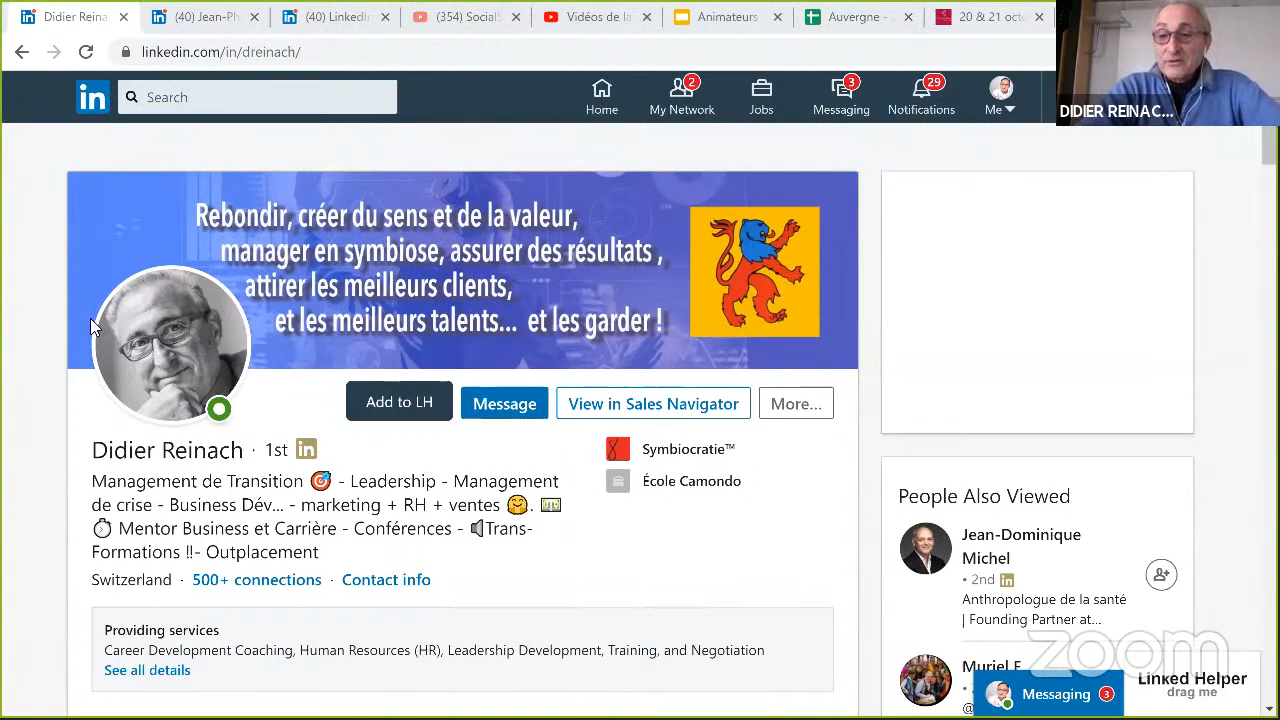 Didier Reina
(40) Jean-Ph
(40) LinkedIn
(354) Social
Vidéos de la
Animateurs
Auvergne -
20 & 21 oct
linkedin.com/in/dreinach/
DIDIER REINAC...
in
Search
Home
2
My Network
Jobs
3
Messaging
29
Notifications
Me
Rebondir, créer du sens et de la valeur,
manager en symbiose, assurer des résultats ,
attirer les meilleurs clients,
et les meilleurs talents... et les garder !
Add to LH
Message
View in Sales Navigator
More...
Didier Reinach · 1st in
Management de Transition 🎯 - Leadership - Management
de crise - Business Dév... - marketing + RH + ventes 🤗. 💵
⏱ Mentor Business et Carrière - Conférences - 🔈Trans-
Formations ‼- Outplacement
Switzerland · 500+ connections · Contact info
Symbiocratie™
École Camondo
Providing services
Career Development Coaching, Human Resources (HR), Leadership Development, Training, and Negotiation
See all details
People Also Viewed
Jean-Dominique
Michel
• 2nd in
Anthropologue de la santé
| Founding Partner at...
Muriel F
zoom
Messaging 3
Linked Helper
drag me